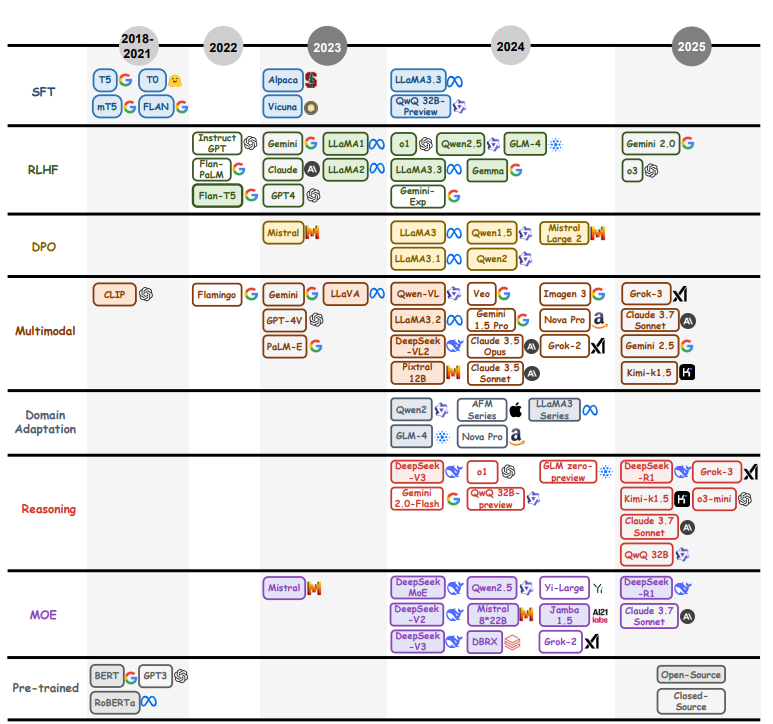 2018-
2021
2022
2023
2024
2025
SFT
T5
T0
mT5
FLAN
Alpaca
Vicuna
LLaMA3.3
QwQ 32B-
Preview
RLHF
Instruct
GPT
Flan-
PaLM
Flan-T5
Gemini
LLaMA1
Claude
LLaMA2
GPT4
o1
Qwen2.5
GLM-4
LLaMA3.3
Gemma
Gemini-
Exp
Gemini 2.0
o3
DPO
Mistral
LLaMA3
Qwen1.5
Mistral
Large 2
LLaMA3.1
Qwen2
Multimodal
CLIP
Flamingo
Gemini
LLaVA
GPT-4V
PaLM-E
Qwen-VL
Veo
Imagen 3
LLaMA3.2
Gemini
1.5 Pro
Nova Pro
DeepSeek
-VL2
Claude 3.5
Opus
Grok-2
Pixtral
12B
Claude 3.5
Sonnet
Grok-3
Claude 3.7
Sonnet
Gemini 2.5
Kimi-k1.5
Domain
Adaptation
Qwen2
AFM
Series
LLaMA3
Series
GLM-4
Nova Pro
Reasoning
DeepSeek
-V3
o1
GLM zero-
preview
Gemini
2.0-Flash
QwQ 32B-
preview
DeepSeek
-R1
Grok-3
Kimi-k1.5
o3-mini
Claude 3.7
Sonnet
QwQ 32B
MOE
Mistral
DeepSeek
MoE
Qwen2.5
Yi-Large
Yi
DeepSeek
-V2
Mistral
8*22B
Jamba
1.5
AI21
labs
DeepSeek
-V3
DBRX
Grok-2
DeepSeek
-R1
Claude 3.7
Sonnet
Pre-trained
BERT
GPT3
RoBERTa
Open-Source
Closed-
Source